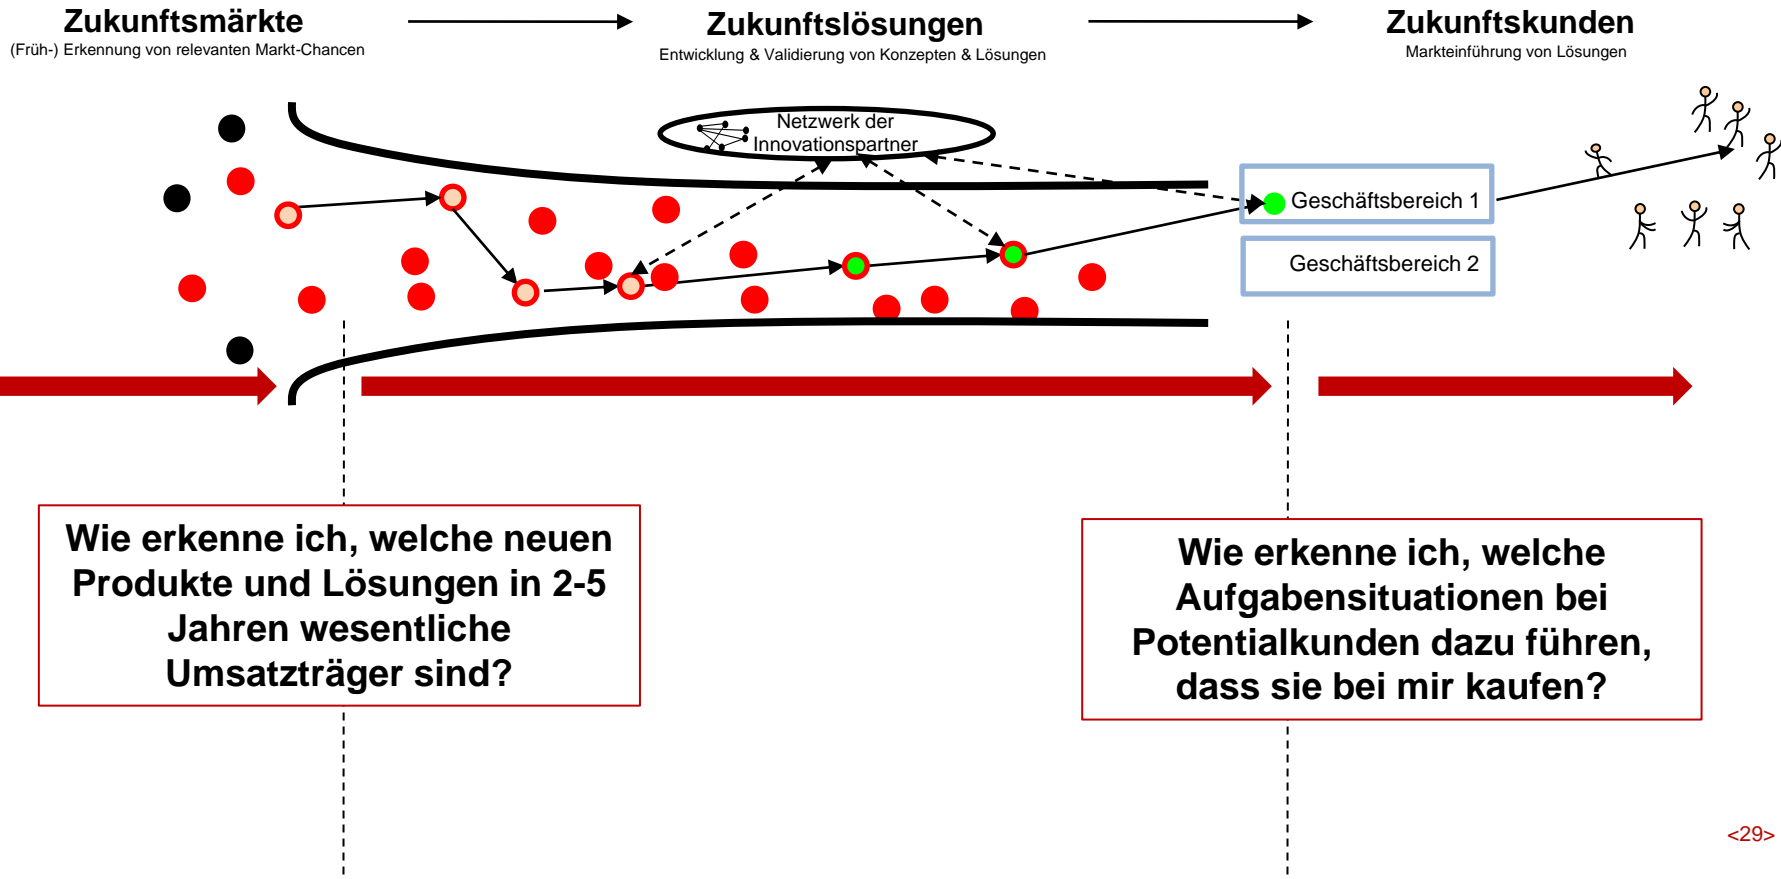 Zukunftsmärkte
(Früh-) Erkennung von relevanten Markt-Chancen
Zukunftslösungen
Entwicklung & Validierung von Konzepten & Lösungen
Zukunftskunden
Markteinführung von Lösungen
Netzwerk der
Innovationspartner
Geschäftsbereich 1
Geschäftsbereich 2
Wie erkenne ich, welche neuen
Produkte und Lösungen in 2-5
Jahren wesentliche
Umsatzträger sind?
Wie erkenne ich, welche
Aufgabensituationen bei
Potentialkunden dazu führen,
dass sie bei mir kaufen?
<29>